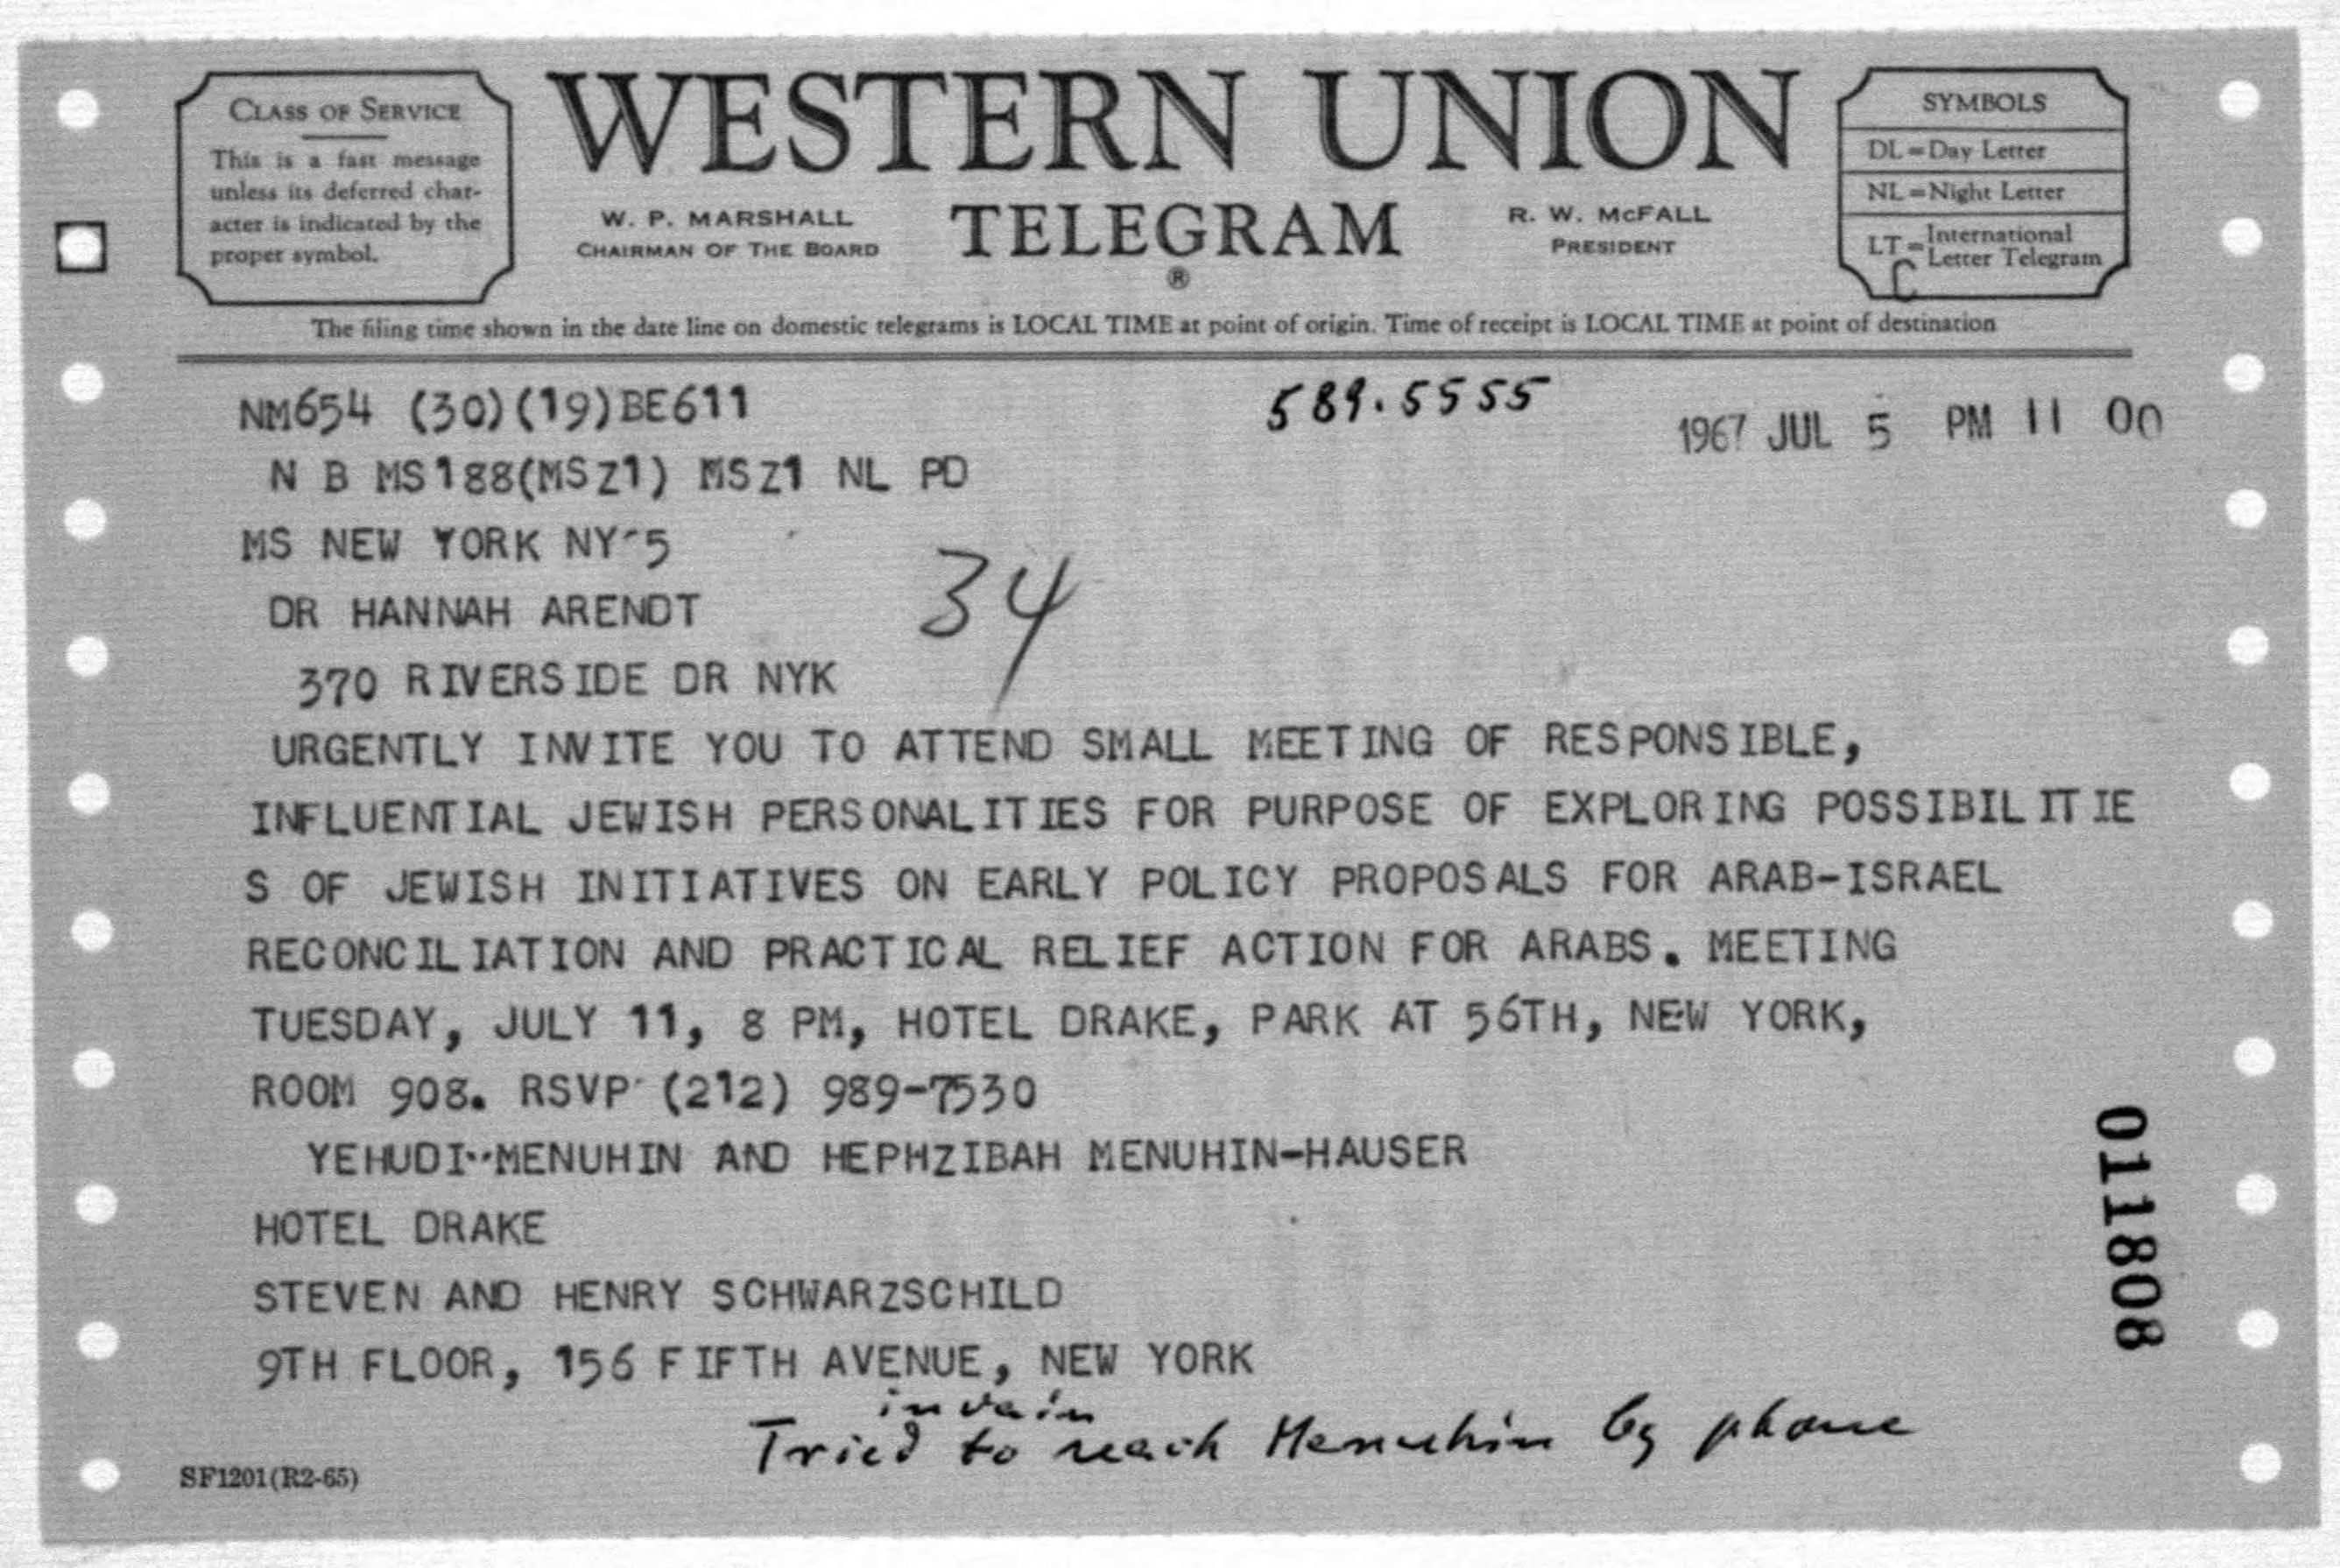 CLASS OF SERVICE
This is a fast message
unless its deferred char-
acter is indicated by the
proper symbol.
WESTERN UNION
TELEGRAM
®
W. P. MARSHALL
CHAIRMAN OF THE BOARD
R. W. McFALL
PRESIDENT
SYMBOLS
DL=Day Letter
NL=Night Letter
LT=International Letter Telegram
C
The filing time shown in the date line on domestic telegrams is LOCAL TIME at point of origin. Time of receipt is LOCAL TIME at point of destination
NM654 (30)(19)BE611
589.5555
1967 JUL 5 PM 11 00
N B MS188(MSZ1) MSZ1 NL PD
MS NEW YORK NY 5
DR HANNAH ARENDT
34
370 RIVERSIDE DR NYK
URGENTLY INVITE YOU TO ATTEND SMALL MEETING OF RESPONSIBLE,
INFLUENTIAL JEWISH PERSONALITIES FOR PURPOSE OF EXPLORING POSSIBILITIE
S OF JEWISH INITIATIVES ON EARLY POLICY PROPOSALS FOR ARAB-ISRAEL
RECONCILIATION AND PRACTICAL RELIEF ACTION FOR ARABS. MEETING
TUESDAY, JULY 11, 8 PM, HOTEL DRAKE, PARK AT 56TH, NEW YORK,
ROOM 908. RSVP (212) 989-7530
YEHUDI MENUHIN AND HEPHZIBAH MENUHIN-HAUSER
HOTEL DRAKE
STEVEN AND HENRY SCHWARZSCHILD
9TH FLOOR, 156 FIFTH AVENUE, NEW YORK
in vain
Tried to reach Menuhin by phone
SF1201(R2-65)
011808